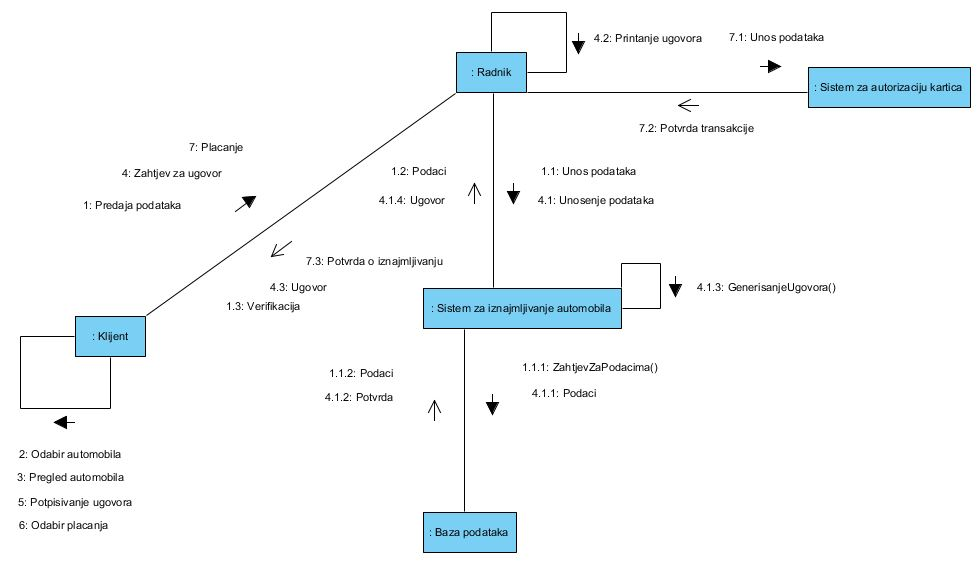 4.2: Printanje ugovora
7.1: Unos podataka
: Radnik
: Sistem za autorizaciju kartica
7.2: Potvrda transakcije
7: Placanje
4: Zahtjev za ugovor
1: Predaja podataka
1.2: Podaci
1.1: Unos podataka
4.1.4: Ugovor
4.1: Unosenje podataka
7.3: Potvrda o iznajmljivanju
4.3: Ugovor
1.3: Verifikacija
4.1.3: GenerisanjeUgovora()
: Sistem za iznajmljivanje automobila
: Klijent
1.1.2: Podaci
1.1.1: ZahtjevZaPodacima()
4.1.2: Potvrda
4.1.1: Podaci
2: Odabir automobila
3: Pregled automobila
5: Potpisivanje ugovora
6: Odabir placanja
: Baza podataka